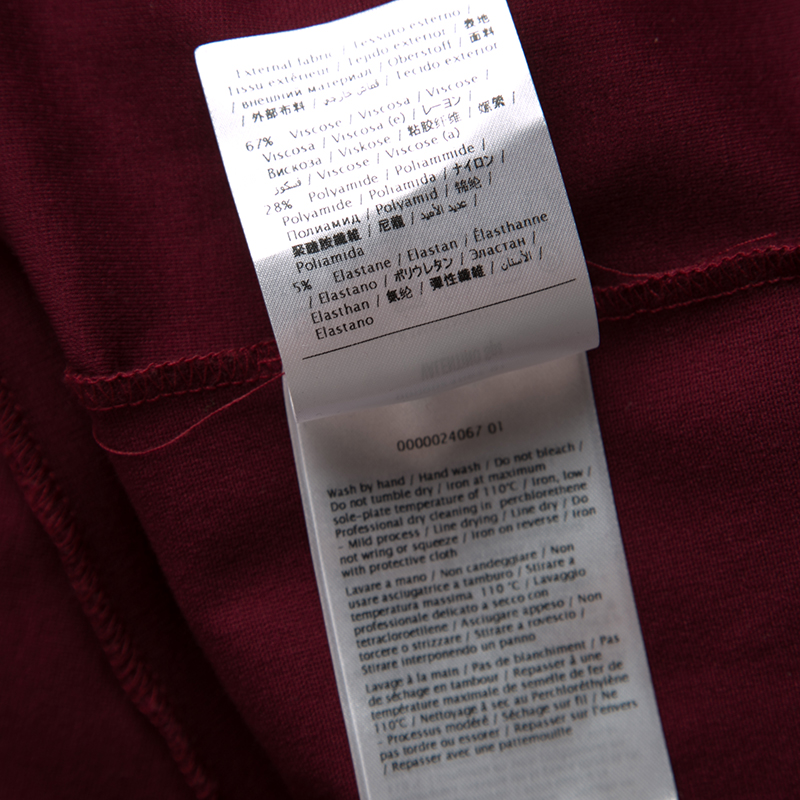 External fabric / Tessuto esterno /
Tissu extérieur / Tejido exterior / 表地
/ внешнии материал / Oberstoff / 面料
/ 外部布料 / قماش خارجي / Tecido exterior
67% Viscose / Viscosa / Viscose /
Viscosa / Viscosa (e) / レーヨン /
Вискоза / Viskose / 粘胶纤维 /
فسكوز / Viscose / Viscose (a)
28% Polyamide / Poliammide /
Polyamide / Poliamida / ナイロン /
Полиамид / Polyamid / 锦纶 /
聚醯胺纖維 / 尼龍 /
Poliamida
5% Elastane / Elastan / Élasthanne
/ Elastano / ポリウレタン / Эластан /
Elasthan / 氨纶 / 彈性纖維 / الأستان /
Elastano
0000024067 01
Wash by hand / Hand wash / Do not bleach /
Do not tumble dry / Iron at maximum
sole-plate temperature of 110°C / Iron, low /
Professional dry cleaning in perchlorethene
- Mild process / Line drying / Line dry / Do
not wring or squeeze / Iron on reverse / Iron
with protective cloth
Lavare a mano / Non candeggiare / Non
usare asciugatrice a tamburo / Stirare a
temperatura massima 110 °C / Lavaggio
professionale delicato a secco con
tetracloroetilene / Asciugare appeso / Non
torcere o strizzare / Stirare a rovescio /
Stirare interponendo un panno
Lavage à la main / Pas de blanchiment / Pas
de séchage en tambour / Repasser à une
température maximale de semelle de fer de
110°C / Nettoyage à sec au Perchloréthylène
- Processus modéré / Séchage sur fil / Ne
pas tordre ou essorer / Repasser sur l'envers
/ Repasser avec une pattemouille